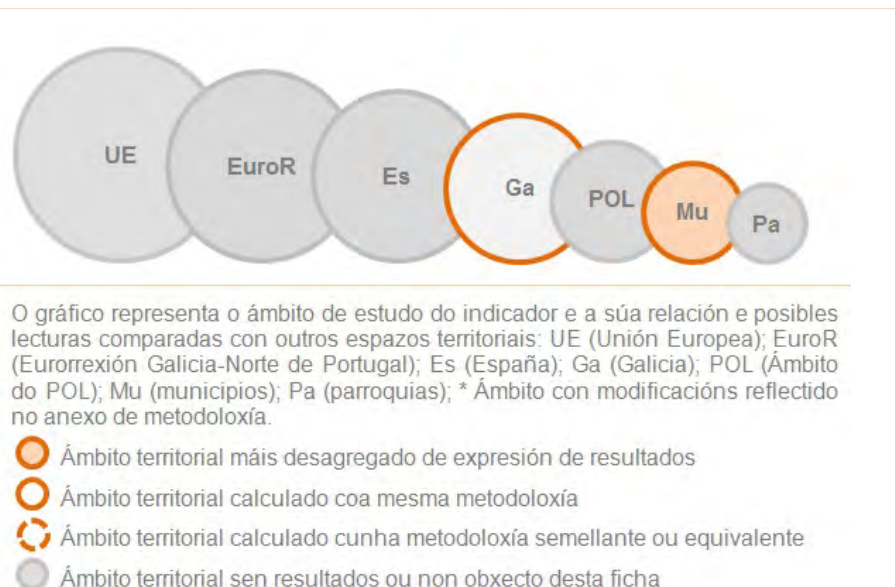 UE
EuroR
Es
Ga
POL
Mu
Pa
O gráfico representa o ámbito de estudo do indicador e a súa relación e posibles
lecturas comparadas con outros espazos territoriais: UE (Unión Europea); EuroR
(Eurorrexión Galicia-Norte de Portugal); Es (España); Ga (Galicia); POL (Ámbito
do POL); Mu (municipios); Pa (parroquias); * Ámbito con modificacións reflectido
no anexo de metodoloxía.
Ámbito territorial máis desagregado de expresión de resultados
Ámbito territorial calculado coa mesma metodoloxía
Ámbito territorial calculado cunha metodoloxía semellante ou equivalente
Ámbito territorial sen resultados ou non obxecto desta ficha